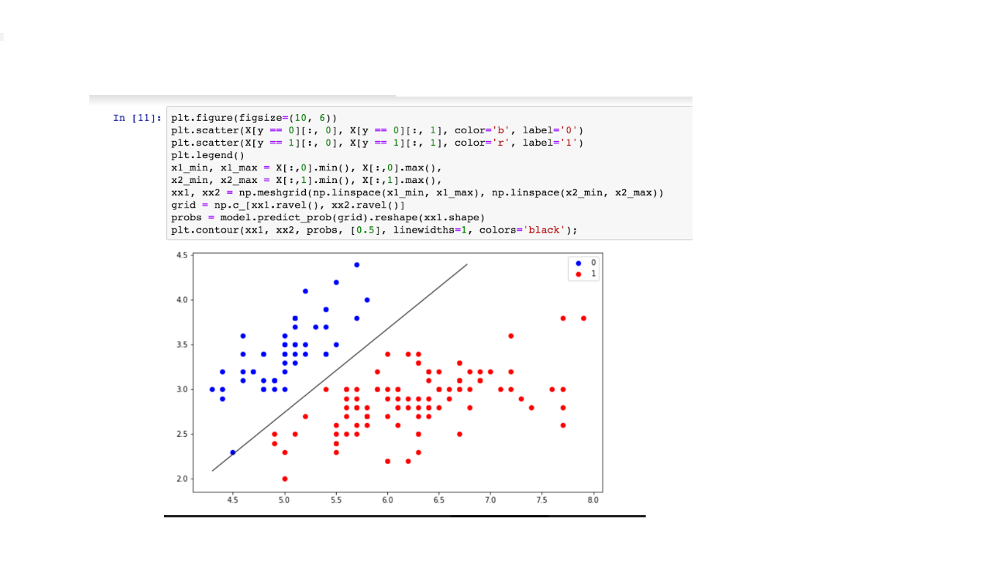 In [11]: plt.figure(figsize=(10, 6))
plt.scatter(X[y == 0][:, 0], X[y == 0][:, 1], color='b', label='0')
plt.scatter(X[y == 1][:, 0], X[y == 1][:, 1], color='r', label='1')
plt.legend()
x1_min, x1_max = X[:,0].min(), X[:,0].max(),
x2_min, x2_max = X[:,1].min(), X[:,1].max(),
xx1, xx2 = np.meshgrid(np.linspace(x1_min, x1_max), np.linspace(x2_min, x2_max))
grid = np.c_[xx1.ravel(), xx2.ravel()]
probs = model.predict_prob(grid).reshape(xx1.shape)
plt.contour(xx1, xx2, probs, [0.5], linewidths=1, colors='black');
4.5
4.0
3.5
3.0
2.5
2.0
0
1
4.5 5.0 5.5 6.0 6.5 7.0 7.5 8.0